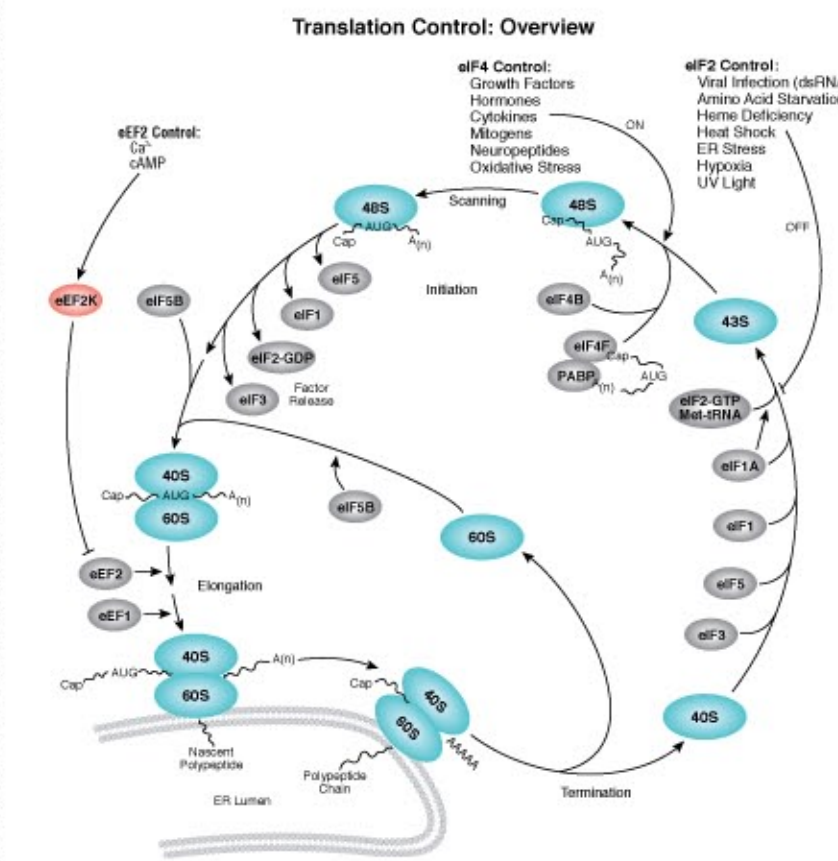 Translation Control: Overview
eIF4 Control:
Growth Factors
Hormones
Cytokines
Mitogens
Neuropeptides
Oxidative Stress
eIF2 Control:
Viral Infection (dsRNA
Amino Acid Starvatio
Heme Deficiency
Heat Shock
ER Stress
Hypoxia
UV Light
ON
OFF
eEF2 Control:
cAMP
48S
Cap
AUG
A(n)
Scanning
48S
Cap
AUG
A(n)
eEF2K
eIF5B
eIF5
eIF1
eIF2-GDP
eIF3
Factor
Release
Initiation
eIF4B
eIF4F
PABP
Cap
AUG
A(n)
43S
eIF2-GTP
Met-tRNA
eIF1A
eIF1
eIF5
eIF3
40S
40S
Cap
AUG
A(n)
60S
eIF5B
60S
eEF2
eEF1
Elongation
40S
60S
Cap
AUG
A(n)
Nascent
Polypeptide
ER Lumen
Cap
40S
60S
AAAAA
Polypeptide
Chain
Termination